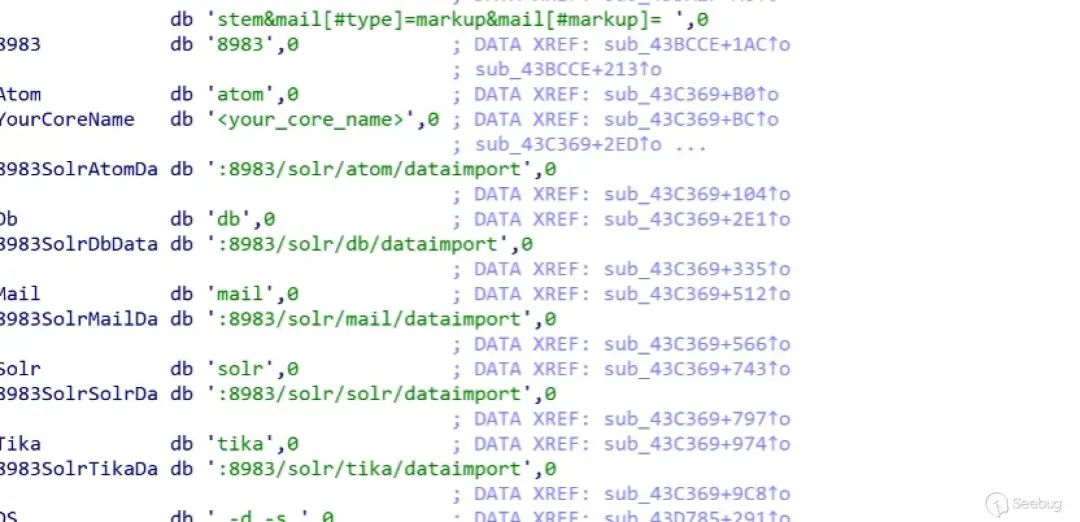 db 'stem&mail[#type]=markup&mail[#markup]= ',0
8983 db '8983',0 ; DATA XREF: sub_43BCCE+1AC↑o
; sub_43BCCE+213↑o
Atom db 'atom',0 ; DATA XREF: sub_43C369+B0↑o
YourCoreName db '<your_core_name>',0 ; DATA XREF: sub_43C369+BC↑o
; sub_43C369+2ED↑o ...
8983SolrAtomDa db ':8983/solr/atom/dataimport',0
; DATA XREF: sub_43C369+104↑o
Db db 'db',0 ; DATA XREF: sub_43C369+2E1↑o
8983SolrDbData db ':8983/solr/db/dataimport',0
; DATA XREF: sub_43C369+335↑o
Mail db 'mail',0 ; DATA XREF: sub_43C369+512↑o
8983SolrMailDa db ':8983/solr/mail/dataimport',0
; DATA XREF: sub_43C369+566↑o
Solr db 'solr',0 ; DATA XREF: sub_43C369+743↑o
8983SolrSolrDa db ':8983/solr/solr/dataimport',0
; DATA XREF: sub_43C369+797↑o
Tika db 'tika',0 ; DATA XREF: sub_43C369+974↑o
8983SolrTikaDa db ':8983/solr/tika/dataimport',0
; DATA XREF: sub_43C369+9C8↑o
DS db ' -d -s ',0 ; DATA XREF: sub_43D785+291↑o
Seebug